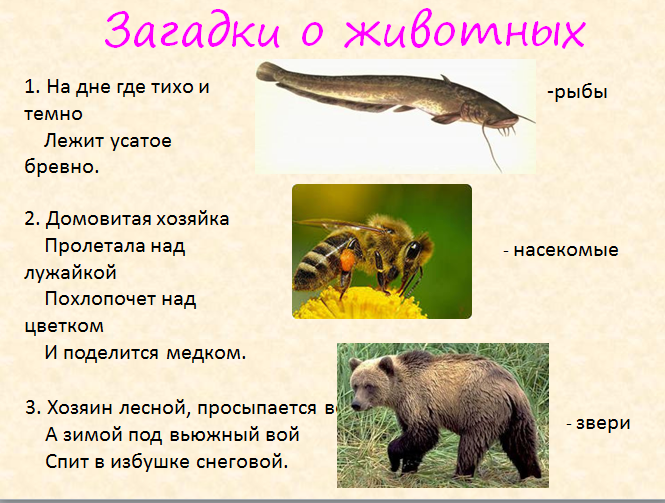 Загадки о животных
1. На дне где тихо и
темно
Лежит усатое
бревно.
-рыбы
2. Домовитая хозяйка
Пролетала над
лужайкой
Похлопочет над
цветком
И поделится медком.
- насекомые
3. Хозяин лесной, просыпается
А зимой под вьюжный вой
Спит в избушке снеговой.
- звери